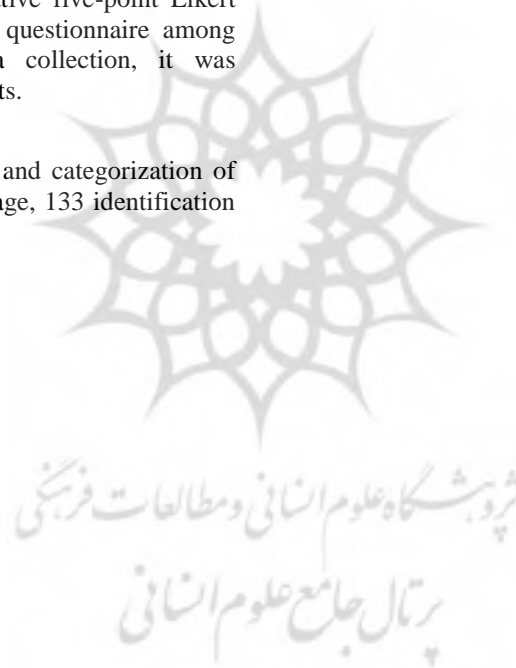 ative five-point Likert
questionnaire among
a collection, it was
ts.
and categorization of
age, 133 identification
پژوهشگاه علوم انسانی و مطالعات فرهنگی
پرتال جامع علوم انسانی